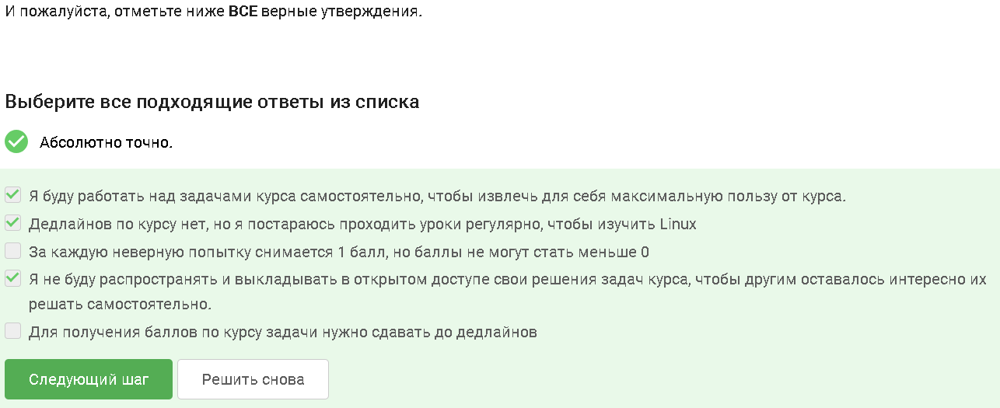 И пожалуйста, отметьте ниже ВСЕ верные утверждения.
Выберите все подходящие ответы из списка
Абсолютно точно.
Я буду работать над задачами курса самостоятельно, чтобы извлечь для себя максимальную пользу от курса.
Дедлайнов по курсу нет, но я постараюсь проходить уроки регулярно, чтобы изучить Linux
За каждую неверную попытку снимается 1 балл, но баллы не могут стать меньше 0
Я не буду распространять и выкладывать в открытом доступе свои решения задач курса, чтобы другим оставалось интересно их
решать самостоятельно.
Для получения баллов по курсу задачи нужно сдавать до дедлайнов
Следующий шаг
Решить снова